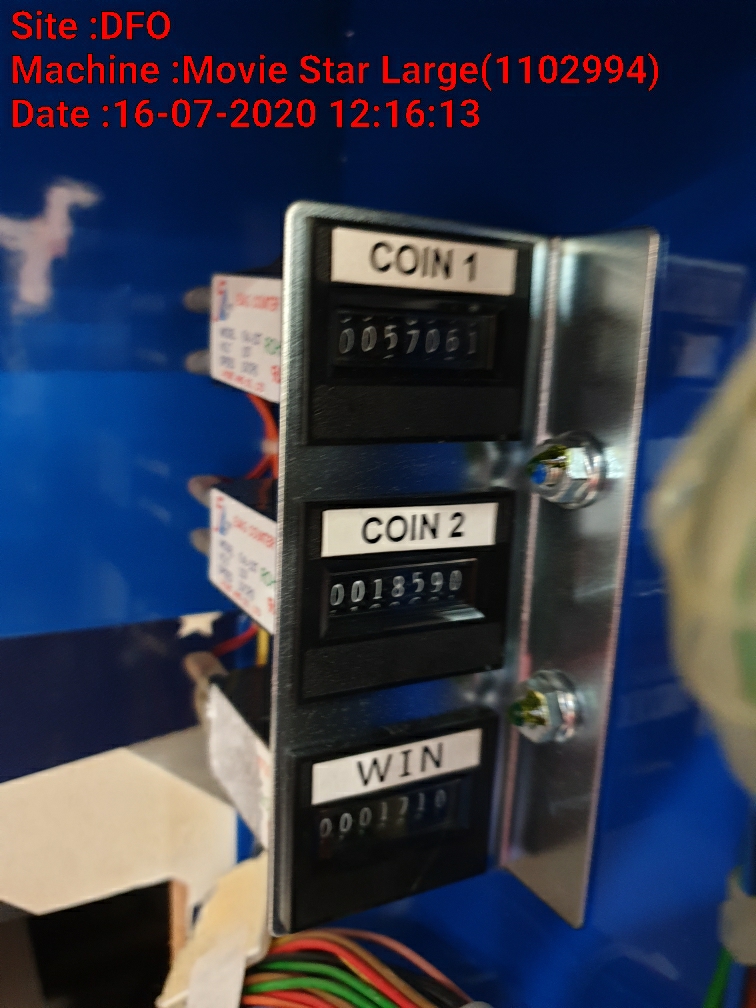 Site :DFO
Machine :Movie Star Large(1102994)
Date :16-07-2020 12:16:13
COIN 1
0057061
COIN 2
0018590
WIN
0001710